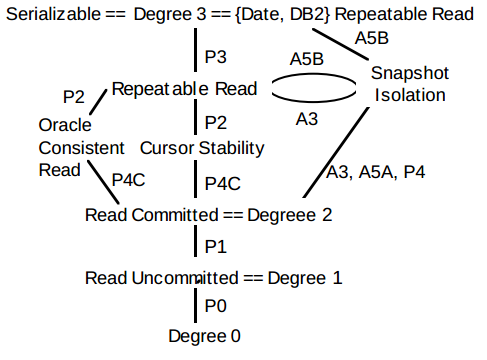 Serializable == Degree 3 == {Date, DB2} Repeatable Read
A5B
P3
A5B
Snapshot
Isolation
Repeatable Read
P2
A3
P2
Oracle
Consistent
Read
Cursor Stability
P4C
P4C
A3, A5A, P4
Read Committed == Degreee 2
P1
Read Uncommitted == Degree 1
P0
Degree 0